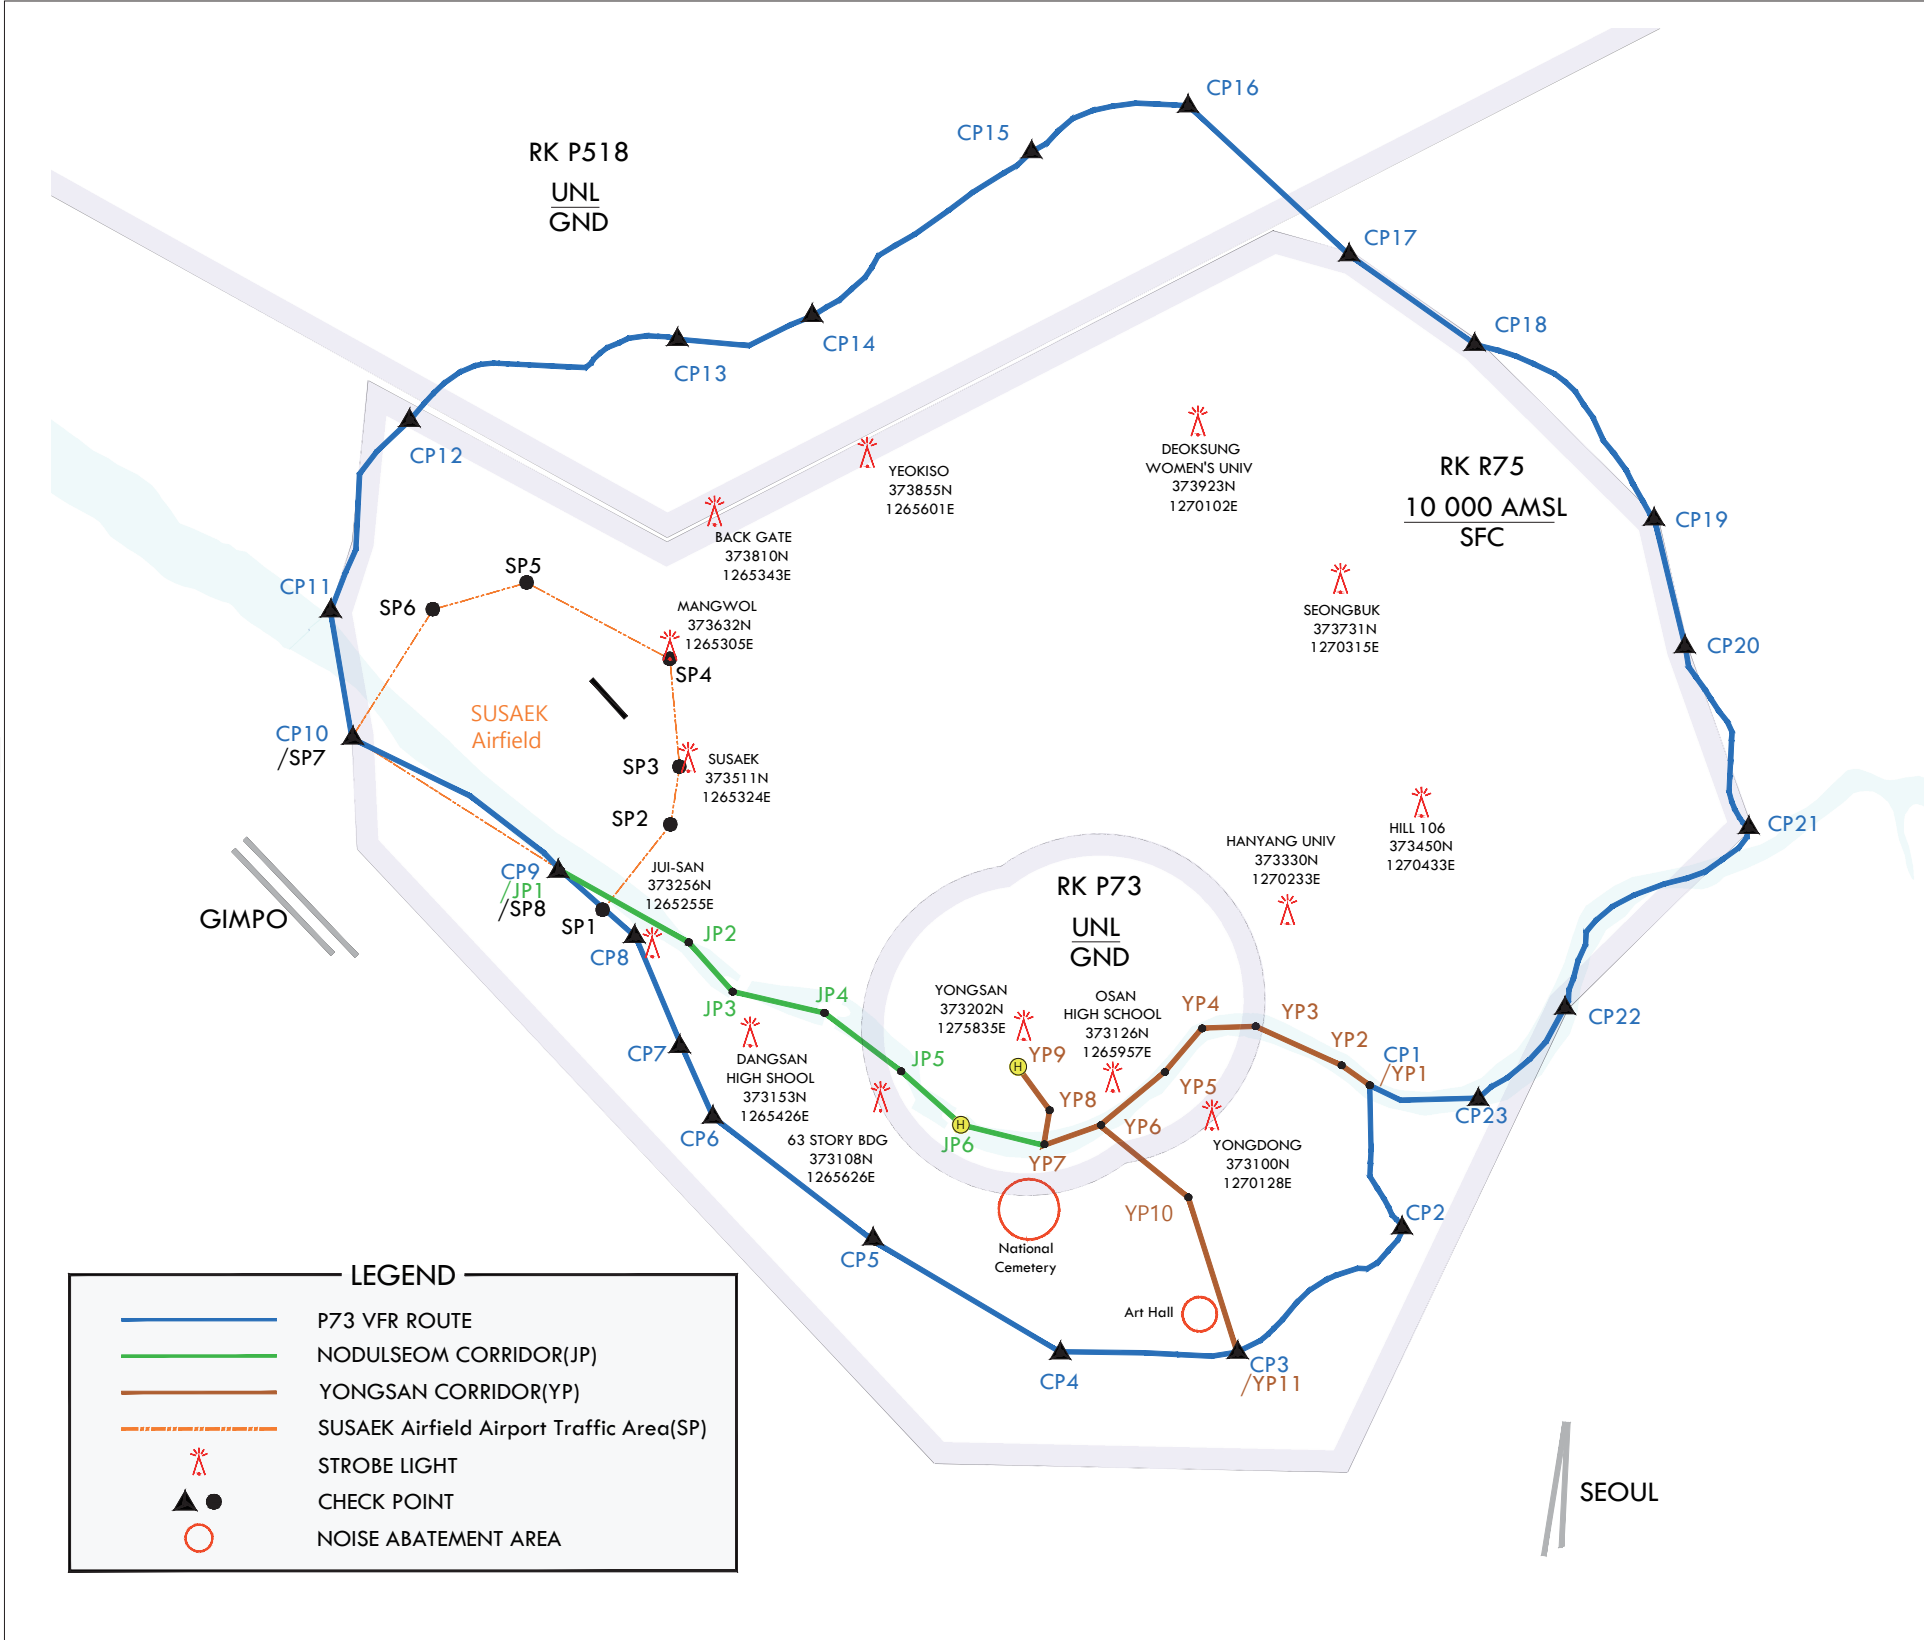 CP16
CP15
RK P518
UNL
GND
CP17
CP18
CP14
CP13
CP12
DEOKSUNG
WOMEN'S UNIV
373923N
1270102E
RK R75
10 000 AMSL
SFC
YEOKISO
373855N
1265601E
CP19
BACK GATE
373810N
1265343E
SP5
CP11
SP6
MANGWOL
373632N
1265305E
SP4
SEONGBUK
373731N
1270315E
CP20
SUSAEK
Airfield
CP10
/SP7
SP3
SUSAEK
373511N
1265324E
SP2
CP21
HILL 106
373450N
1270433E
HANYANG UNIV
373330N
1270233E
CP9
/JP1
/SP8
JUI-SAN
373256N
1265255E
GIMPO
SP1
CP8
JP2
RK P73
UNL
GND
JP3
JP4
YONGSAN
373202N
1275835E
OSAN
HIGH SCHOOL
373126N
1265957E
YP4
YP3
YP2
CP22
CP7
DANGSAN
HIGH SHOOL
373153N
1265426E
JP5
YP9
YP5
CP1
/YP1
YP8
CP23
CP6
63 STORY BDG
373108N
1265626E
JP6
YP7
YP6
YONGDONG
373100N
1270128E
YP10
CP2
CP5
National
Cemetery
Art Hall
CP4
CP3
/YP11
LEGEND
P73 VFR ROUTE
NODULSEOM CORRIDOR(JP)
YONGSAN CORRIDOR(YP)
SUSAEK Airfield Airport Traffic Area(SP)
STROBE LIGHT
CHECK POINT
NOISE ABATEMENT AREA
SEOUL
H
H